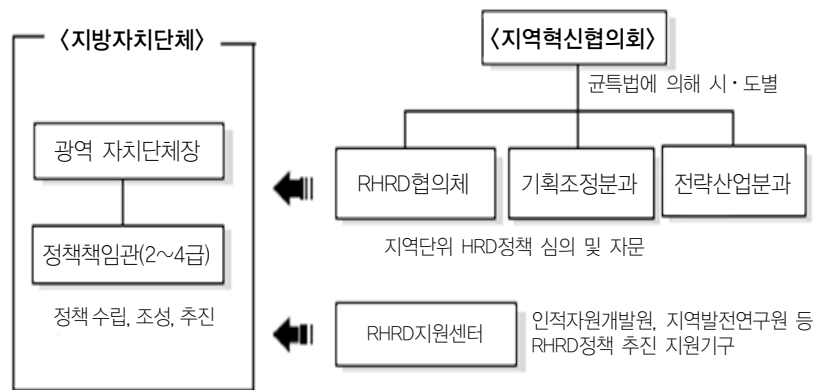 〈지방자치단체〉
광역 자치단체장
정책책임관(2～4급)
정책 수립, 조성, 추진
〈지역혁신협의회〉
균특법에 의해 시·도별
RHRD협의체
기획조정분과
전략산업분과
지역단위 HRD정책 심의 및 자문
RHRD지원센터
인적자원개발원, 지역발전연구원 등
RHRD정책 추진 지원기구